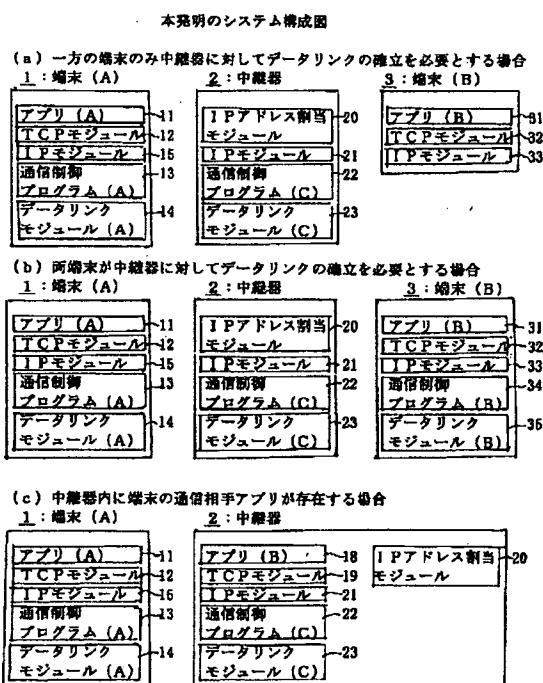 本発明のシステム構成図
(a) 一方の端末のみ中継器に対してデータリンクの確立を必要とする場合
1:端末 (A) 2:中継器 3:端末 (B)
アプリ (A) 11 IPアドレス割当 20 アプリ (B) 31
TCPモジュール 12 モジュール TCPモジュール 32
IPモジュール 15 IPモジュール 21 IPモジュール 33
通信制御 13 通信制御 22
プログラム (A) プログラム (C)
データリンク 14 データリンク 23
モジュール (A) モジュール (C)
(b) 両端末が中継器に対してデータリンクの確立を必要とする場合
1:端末 (A) 2:中継器 3:端末 (B)
アプリ (A) 11 IPアドレス割当 20 アプリ (B) 31
TCPモジュール 12 モジュール TCPモジュール 32
IPモジュール 15 IPモジュール 21 IPモジュール 33
通信制御 13 通信制御 22 通信制御 34
プログラム (A) プログラム (C) プログラム (B)
データリンク 14 データリンク 23 データリンク 35
モジュール (A) モジュール (C) モジュール (B)
(c) 中継器内に端末の通信相手アプリが存在する場合
1:端末 (A) 2:中継器
アプリ (A) 11 アプリ (B) 18 IPアドレス割当 20
TCPモジュール 12 TCPモジュール 19 モジュール
IPモジュール 15 IPモジュール 21
通信制御 13 通信制御 22
プログラム (A) プログラム (C)
データリンク 14 データリンク 23
モジュール (A) モジュール (C)